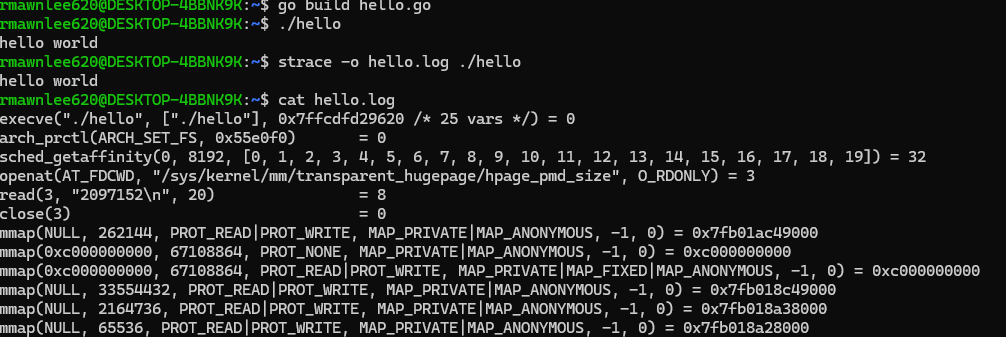 rmawnlee620@DESKTOP-4BBNK9K:~$ go build hello.go
rmawnlee620@DESKTOP-4BBNK9K:~$ ./hello
hello world
rmawnlee620@DESKTOP-4BBNK9K:~$ strace -o hello.log ./hello
hello world
rmawnlee620@DESKTOP-4BBNK9K:~$ cat hello.log
execve("./hello", ["./hello"], 0x7ffcdfd29620 /* 25 vars */) = 0
arch_prctl(ARCH_SET_FS, 0x55e0f0)       = 0
sched_getaffinity(0, 8192, [0, 1, 2, 3, 4, 5, 6, 7, 8, 9, 10, 11, 12, 13, 14, 15, 16, 17, 18, 19]) = 32
openat(AT_FDCWD, "/sys/kernel/mm/transparent_hugepage/hpage_pmd_size", O_RDONLY) = 3
read(3, "2097152\n", 20)                = 8
close(3)                                = 0
mmap(NULL, 262144, PROT_READ|PROT_WRITE, MAP_PRIVATE|MAP_ANONYMOUS, -1, 0) = 0x7fb01ac49000
mmap(0xc000000000, 67108864, PROT_NONE, MAP_PRIVATE|MAP_ANONYMOUS, -1, 0) = 0xc000000000
mmap(0xc000000000, 67108864, PROT_READ|PROT_WRITE, MAP_PRIVATE|MAP_FIXED|MAP_ANONYMOUS, -1, 0) = 0xc000000000
mmap(NULL, 33554432, PROT_READ|PROT_WRITE, MAP_PRIVATE|MAP_ANONYMOUS, -1, 0) = 0x7fb018c49000
mmap(NULL, 2164736, PROT_READ|PROT_WRITE, MAP_PRIVATE|MAP_ANONYMOUS, -1, 0) = 0x7fb018a38000
mmap(NULL, 65536, PROT_READ|PROT_WRITE, MAP_PRIVATE|MAP_ANONYMOUS, -1, 0) = 0x7fb018a28000